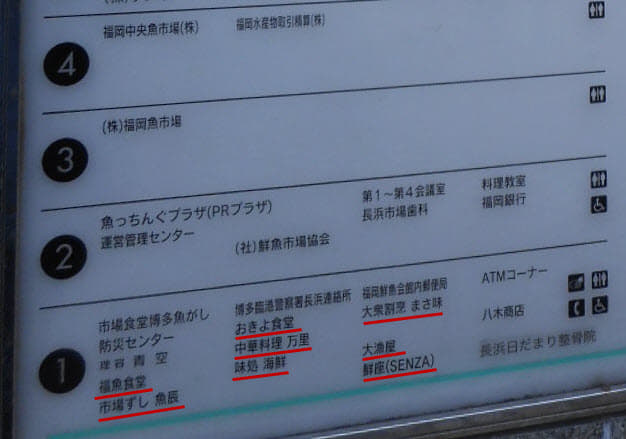 4
福岡中央魚市場(株) 福岡水産物取引精算(株)
3
(株)福岡魚市場
2
魚っちんぐプラザ(PRプラザ) 第1〜第4会議室 料理教室
運営管理センター (社)鮮魚市場協会 長浜市場歯科 福岡銀行
1
市場食堂博多魚がし 博多臨港警察署長浜連絡所 福岡鮮魚会館内郵便局 ATMコーナー
防災センター おきよ食堂 大衆割烹 まさ味
理容 青空 中華料理 万里 大漁屋 八木商店
福魚食堂 味処 海鮮 鮮座(SENZA) 長浜日だまり整骨院
市場ずし 魚辰